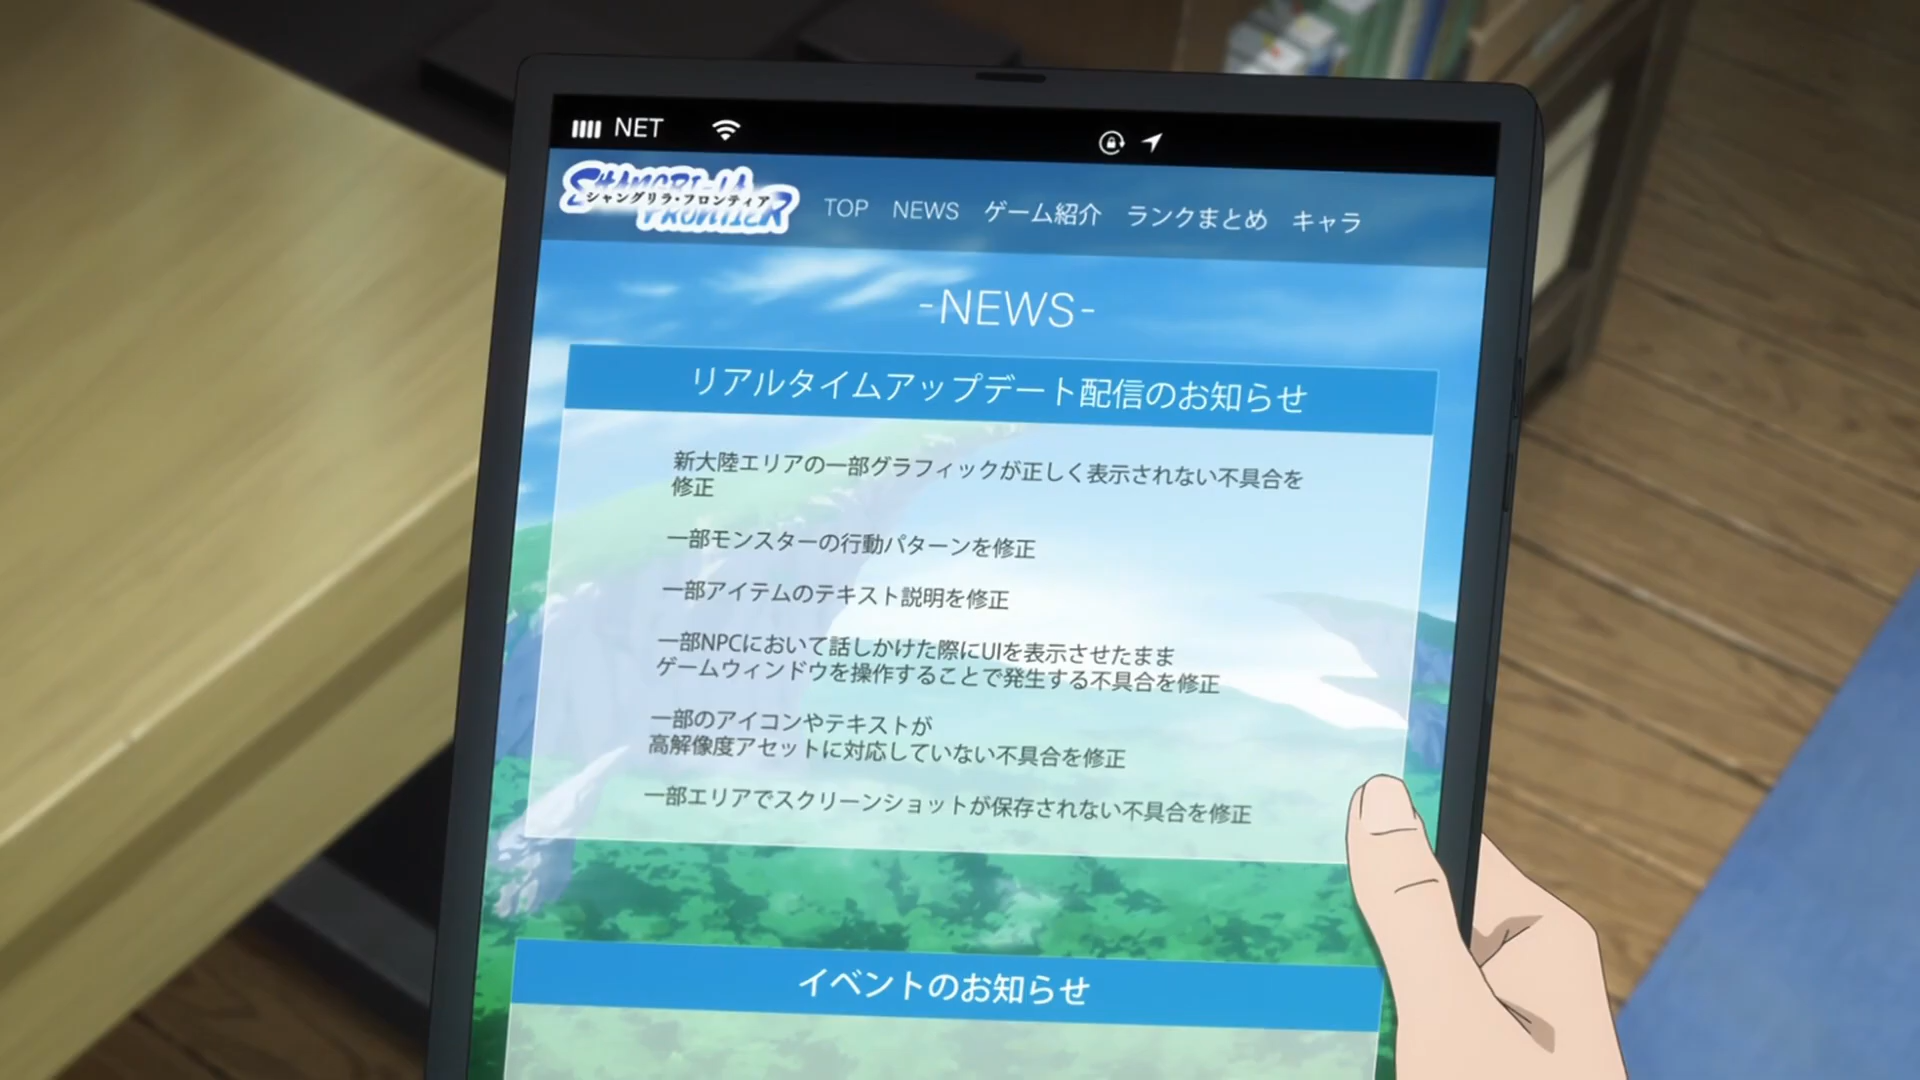 NET
SHANGRI-LA
シャングリラ・フロンティア
FRONTIER
TOP NEWS ゲーム紹介 ランクまとめ キャラ
-NEWS-
リアルタイムアップデート配信のお知らせ
新大陸エリアの一部グラフィックが正しく表示されない不具合を
修正
一部モンスターの行動パターンを修正
一部アイテムのテキスト説明を修正
一部NPCにおいて話しかけた際にUIを表示させたまま
ゲームウィンドウを操作することで発生する不具合を修正
一部のアイコンやテキストが
高解像度アセットに対応していない不具合を修正
一部エリアでスクリーンショットが保存されない不具合を修正
イベントのお知らせ